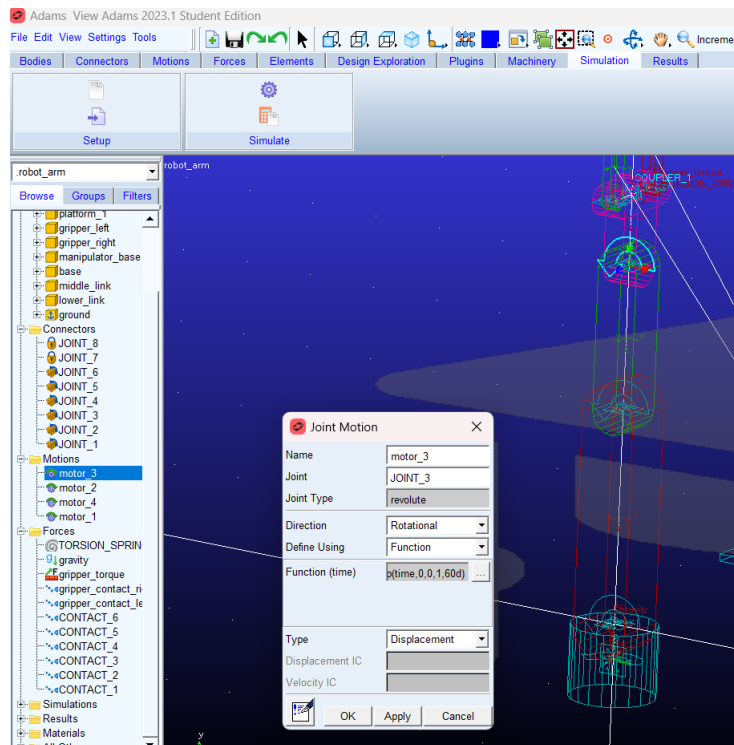 Adams View Adams 2023.1 Student Edition
File Edit View Settings Tools
Increme
Bodies Connectors Motions Forces Elements Design Exploration Plugins Machinery Simulation Results
Setup Simulate
.robot_arm
robot_arm
Browse Groups Filters
platform_1
gripper_left
gripper_right
manipulator_base
base
middle_link
lower_link
ground
Connectors
JOINT_8
JOINT_7
JOINT_6
JOINT_5
JOINT_4
JOINT_3
JOINT_2
JOINT_1
Motions
motor_3
motor_2
motor_4
motor_1
Forces
TORSION_SPRIN
gravity
gripper_torque
gripper_contact_ri
gripper_contact_le
CONTACT_6
CONTACT_5
CONTACT_4
CONTACT_3
CONTACT_2
CONTACT_1
Simulations
Results
Materials
COUPLER_1
Joint Motion
Name motor_3
Joint JOINT_3
Joint Type revolute
Direction Rotational
Define Using Function
Function (time) p(time,0,0,1,60d) ...
Type Displacement
Displacement IC
Velocity IC
OK Apply Cancel
y